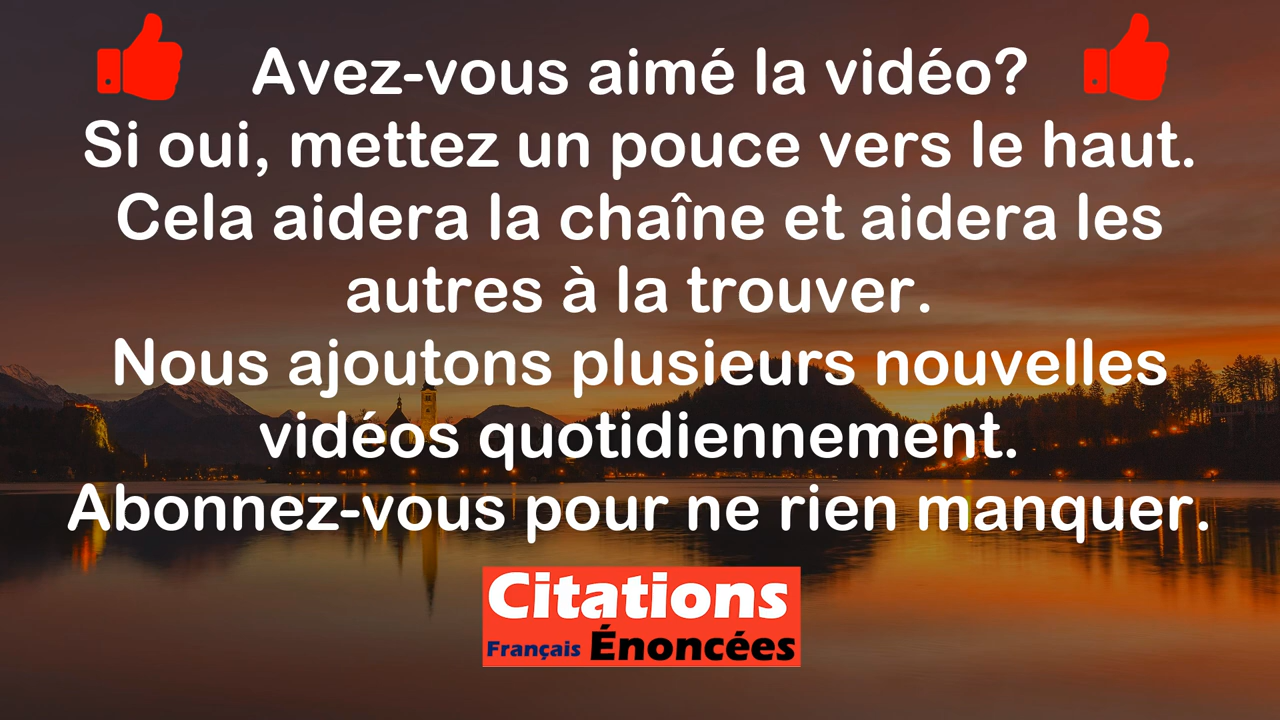 Avez-vous aimé la vidéo?
Si oui, mettez un pouce vers le haut.
Cela aidera la chaîne et aidera les
autres à la trouver.
Nous ajoutons plusieurs nouvelles
vidéos quotidiennement.
Abonnez-vous pour ne rien manquer.
Citations
Français Énoncées